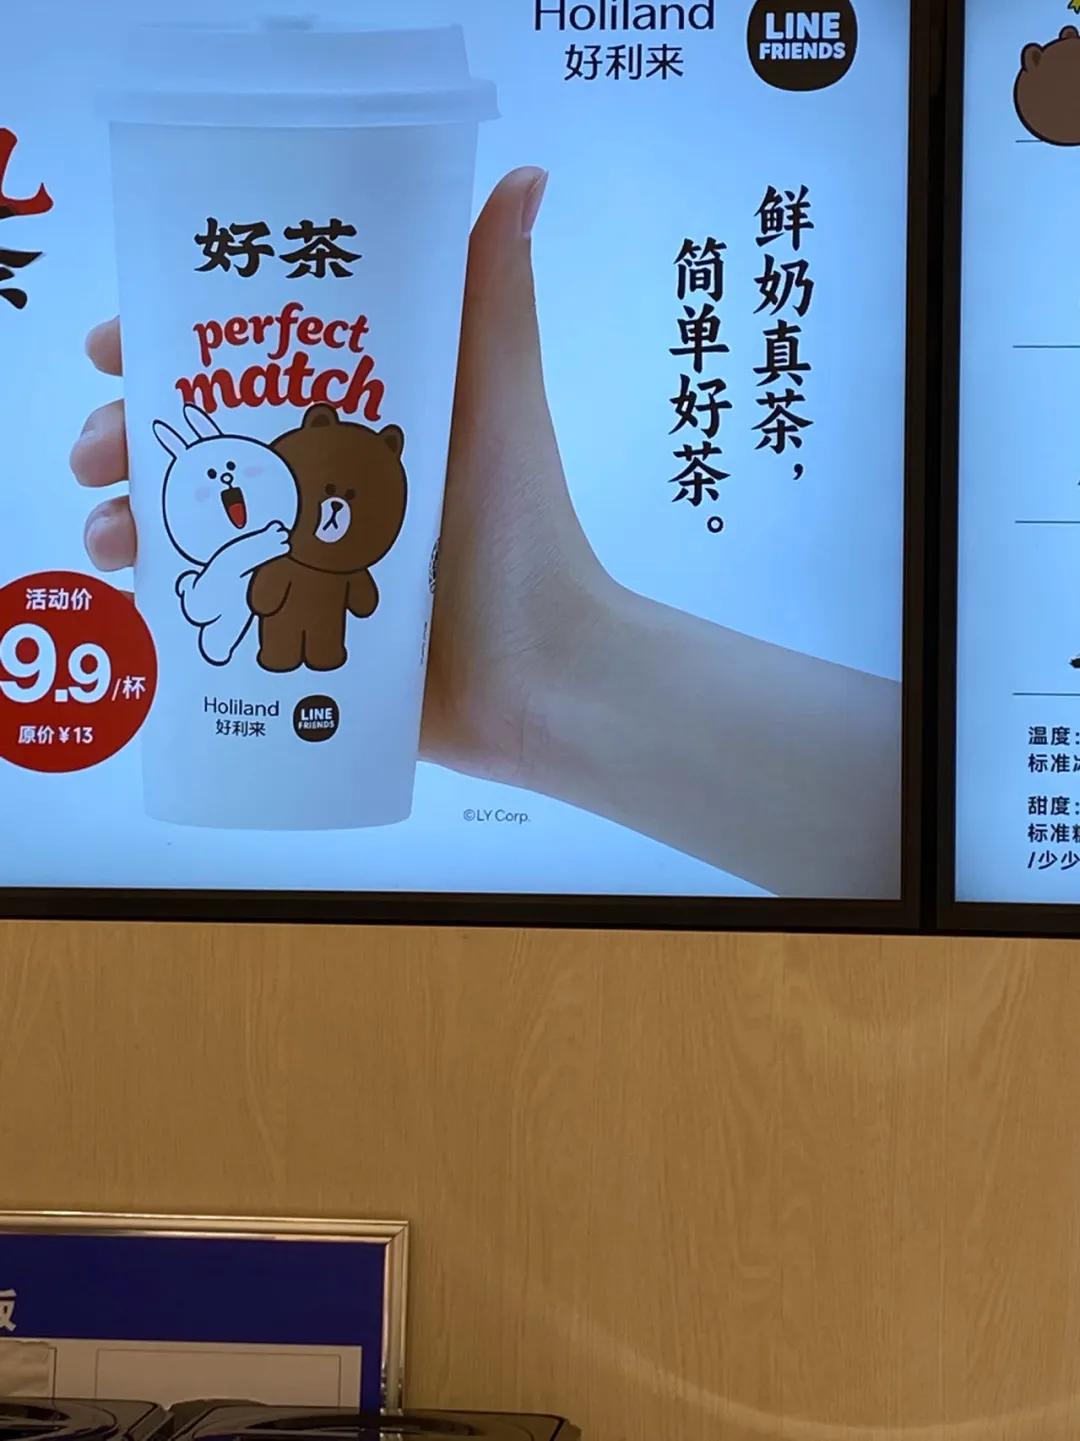 Holiland
好利来
LINE
FRIENDS
鲜奶真茶，
简单好茶。
好茶
perfect
match
活动价
9.9/杯
原价¥13
Holiland
好利来
LINE
FRIENDS
©LY Corp.
温度：
标准冰
甜度：
标准糖
/少少